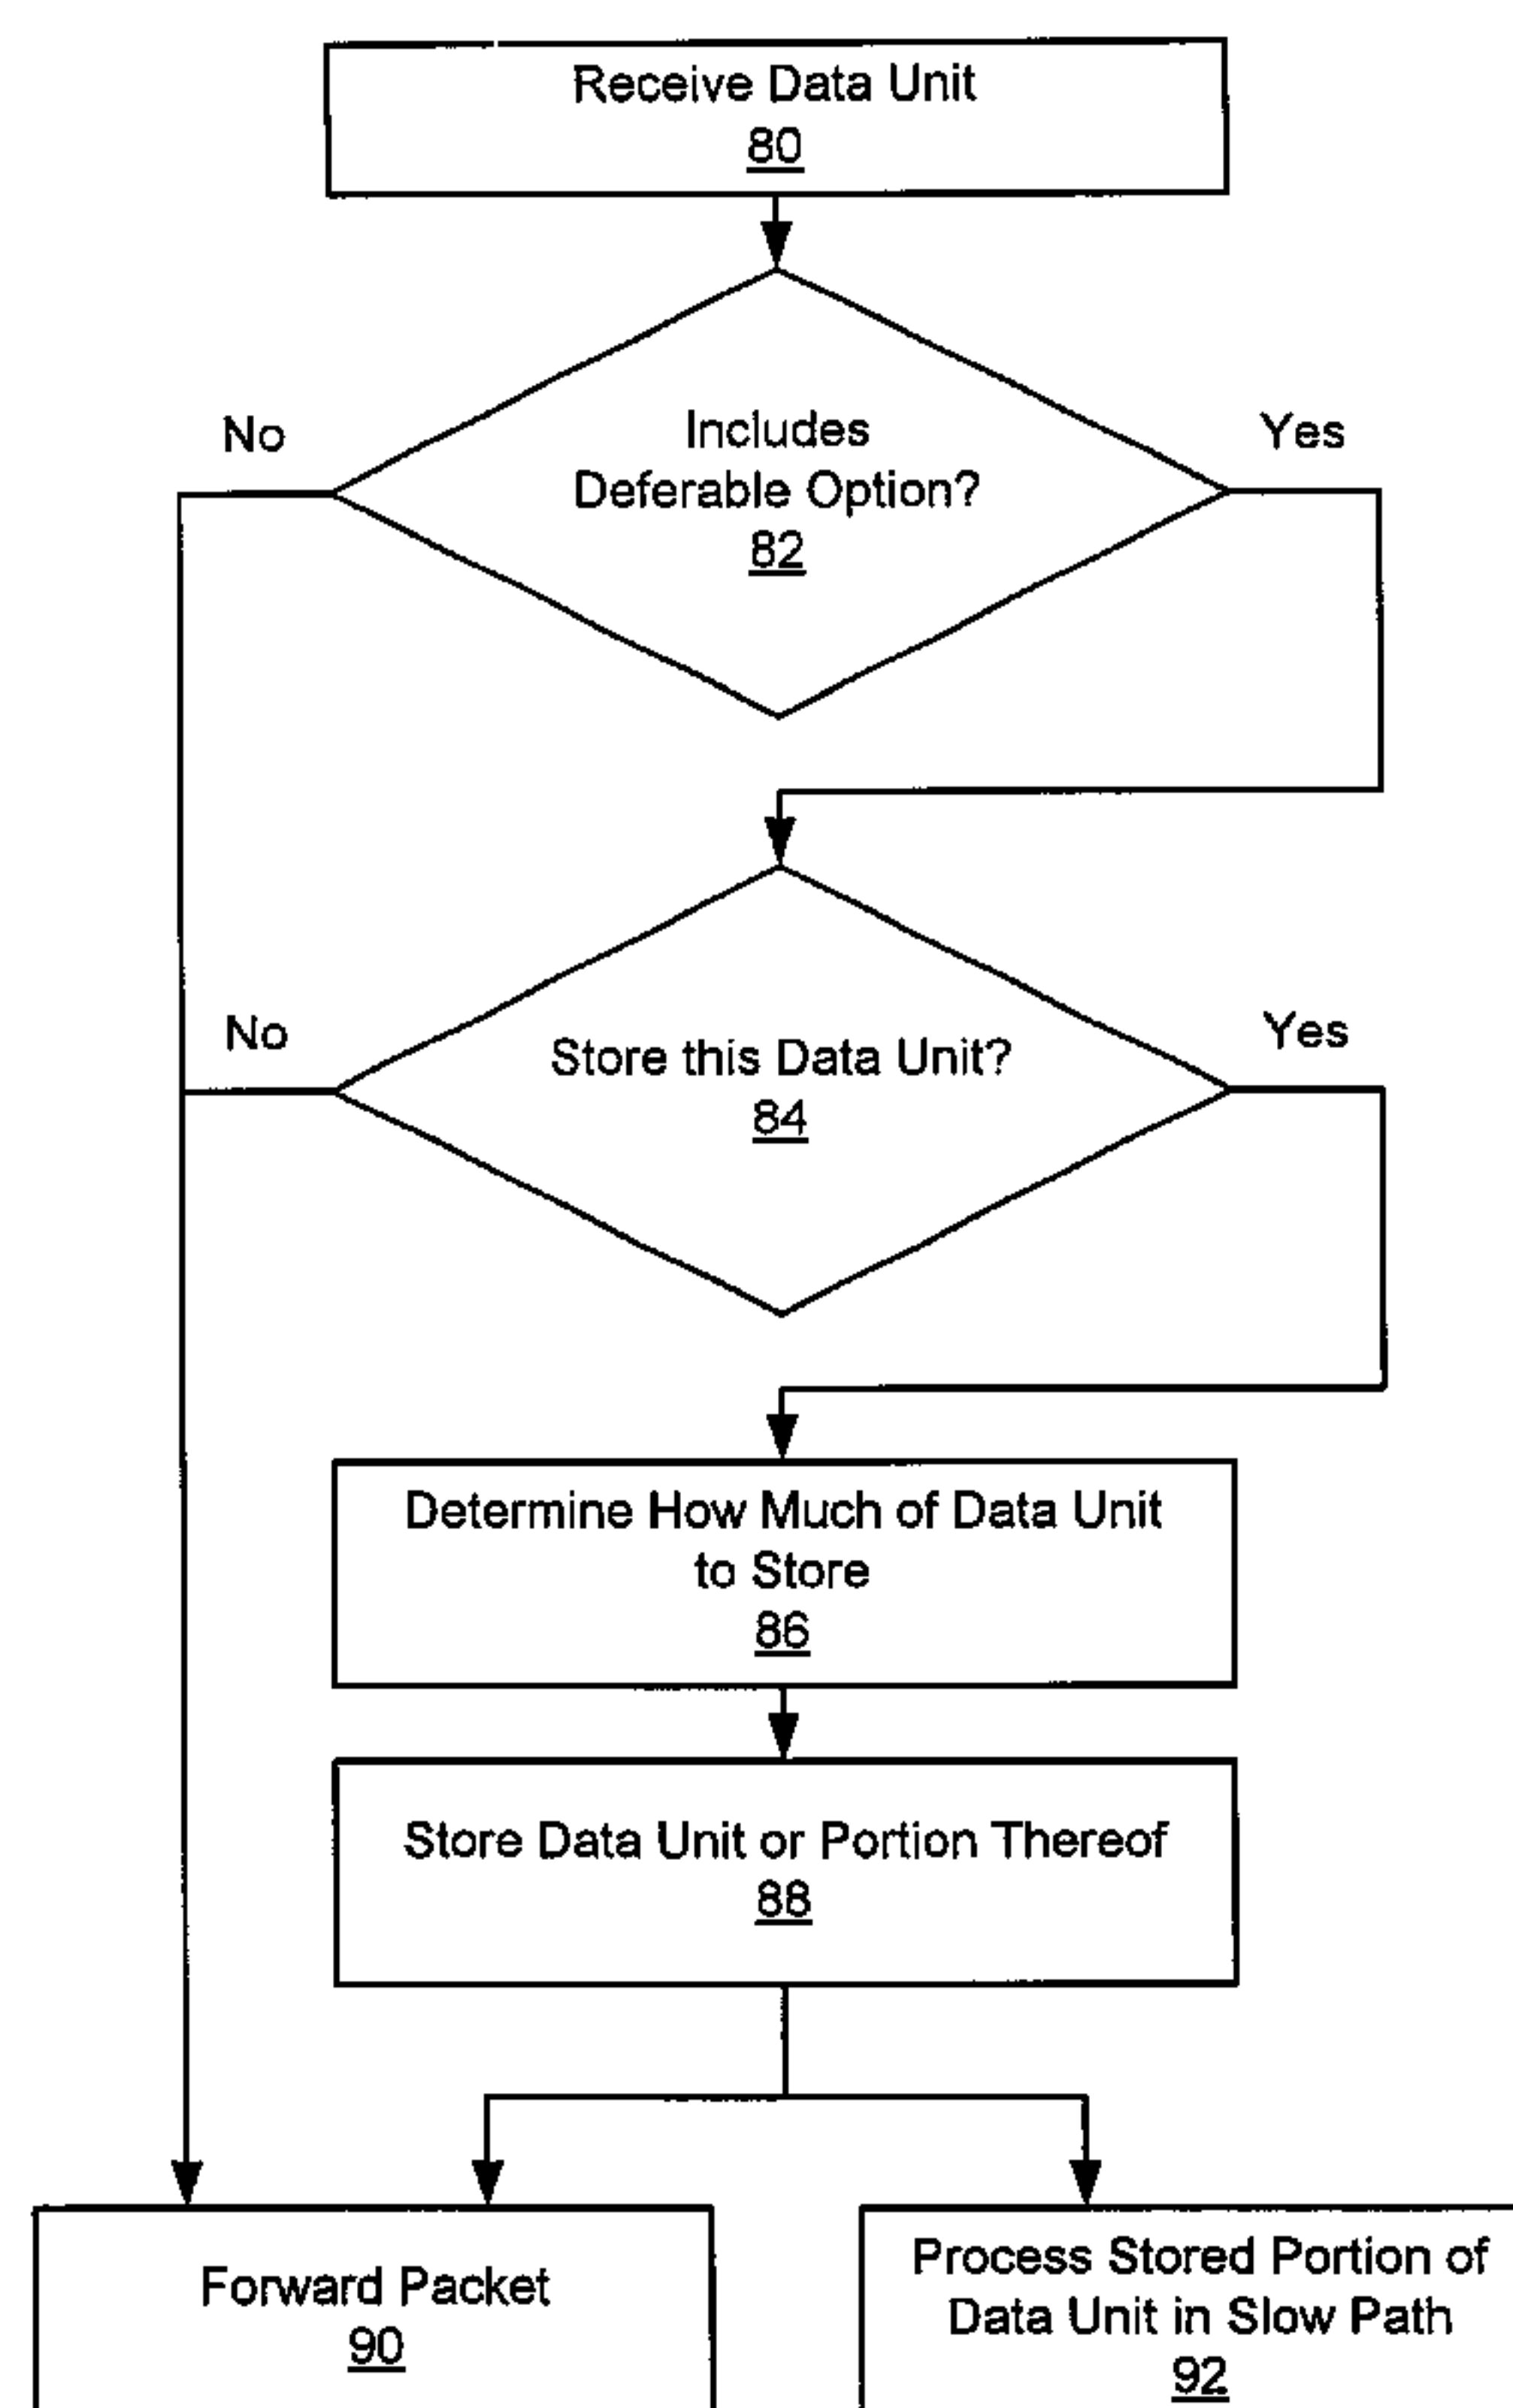 Receive Data Unit
80
No
Includes
Deferable Option?
82
Yes
No
Store this Data Unit?
84
Yes
Determine How Much of Data Unit
to Store
86
Store Data Unit or Portion Thereof
88
Forward Packet
90
Process Stored Portion of
Data Unit in Slow Path
92